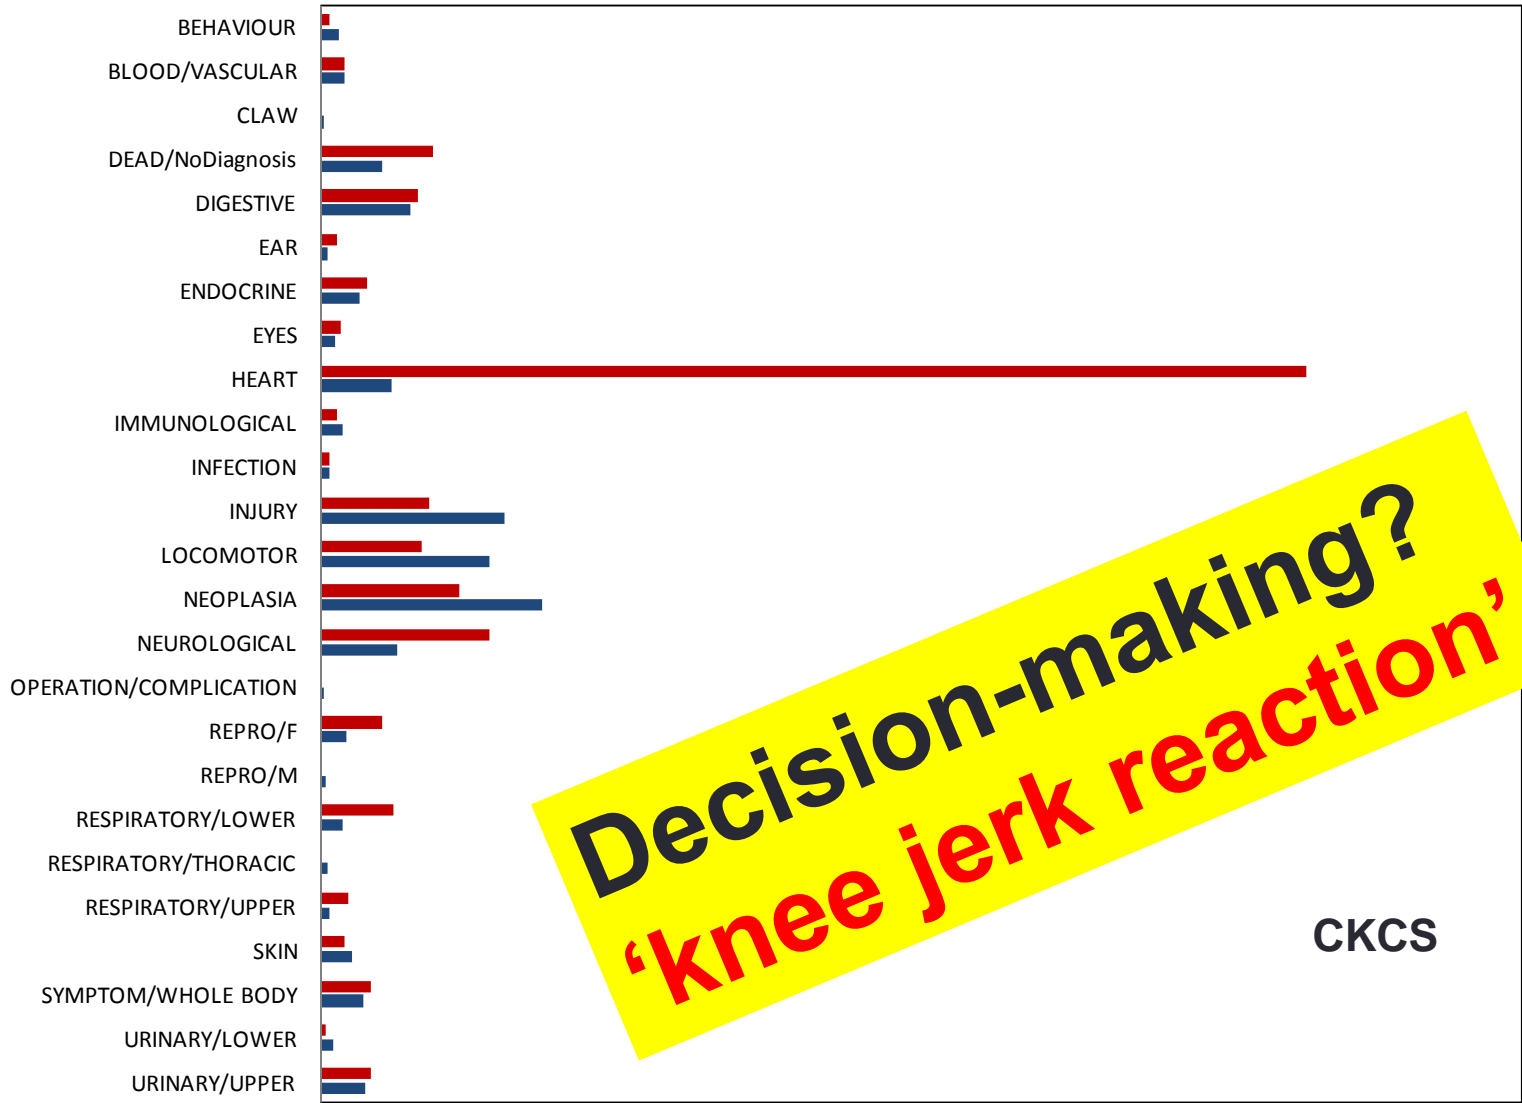 BEHAVIOUR
BLOOD/VASCULAR
CLAW
DEAD/NoDiagnosis
DIGESTIVE
EAR
ENDOCRINE
EYES
HEART
IMMUNOLOGICAL
INFECTION
INJURY
LOCOMOTOR
NEOPLASIA
NEUROLOGICAL
OPERATION/COMPLICATION
REPRO/F
REPRO/M
RESPIRATORY/LOWER
RESPIRATORY/THORACIC
RESPIRATORY/UPPER
SKIN
SYMPTOM/WHOLE BODY
URINARY/LOWER
URINARY/UPPER
Decision-making?
‘knee jerk reaction’
CKCS